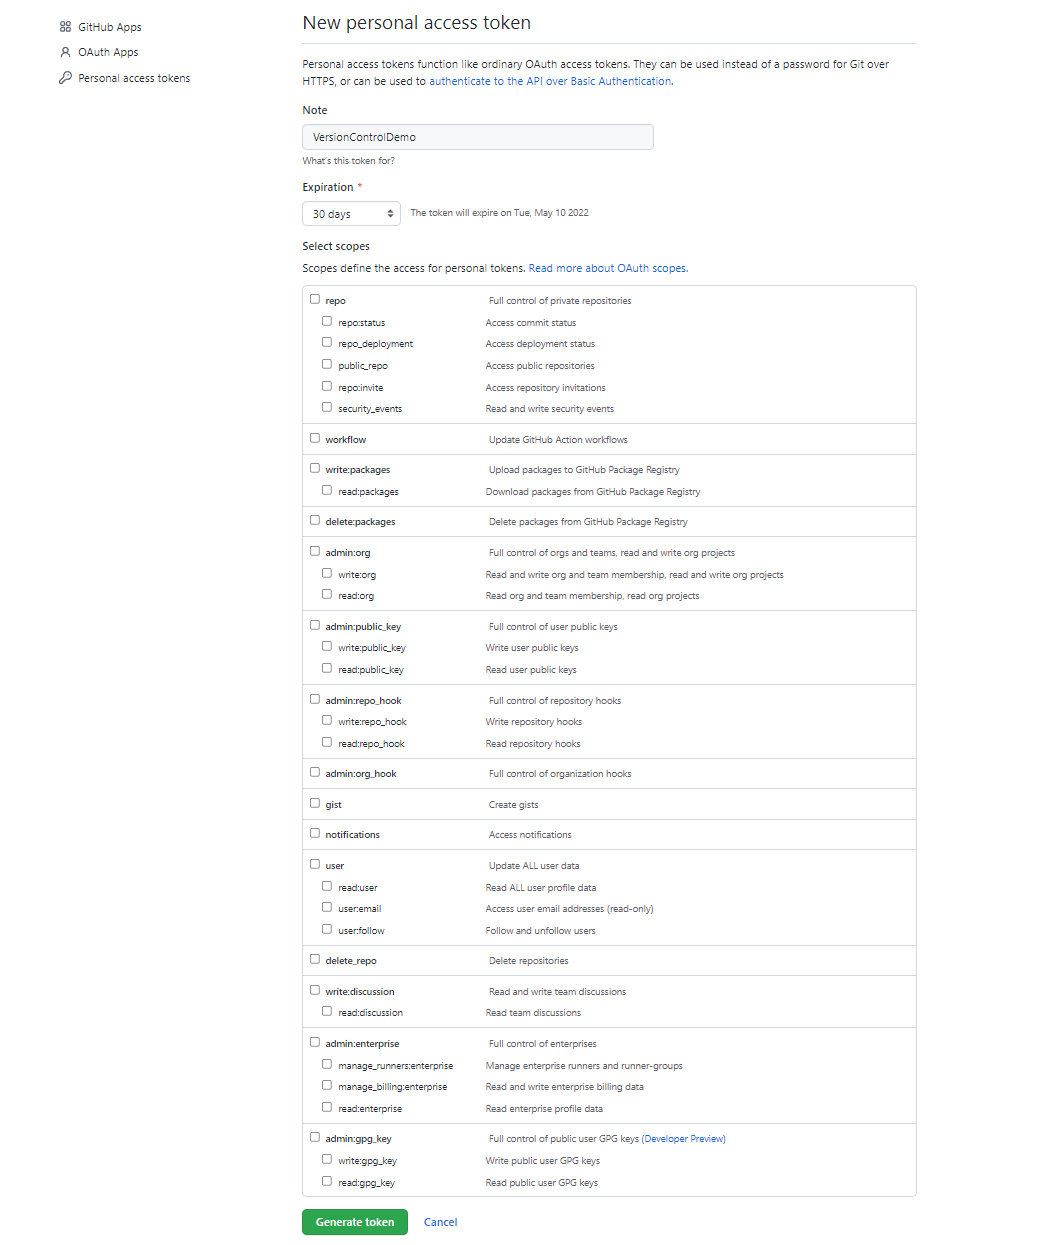 GitHub Apps
OAuth Apps
Personal access tokens
New personal access token
Personal access tokens function like ordinary OAuth access tokens. They can be used instead of a password for Git over
HTTPS, or can be used to authenticate to the API over Basic Authentication.
Note
VersionControlDemo
What's this token for?
Expiration *
30 days The token will expire on Tue, May 10 2022
Select scopes
Scopes define the access for personal tokens. Read more about OAuth scopes.
repo Full control of private repositories
repo:status Access commit status
repo_deployment Access deployment status
public_repo Access public repositories
repo:invite Access repository invitations
security_events Read and write security events
workflow Update GitHub Action workflows
write:packages Upload packages to GitHub Package Registry
read:packages Download packages from GitHub Package Registry
delete:packages Delete packages from GitHub Package Registry
admin:org Full control of orgs and teams, read and write org projects
write:org Read and write org and team membership, read and write org projects
read:org Read org and team membership, read org projects
admin:public_key Full control of user public keys
write:public_key Write user public keys
read:public_key Read user public keys
admin:repo_hook Full control of repository hooks
write:repo_hook Write repository hooks
read:repo_hook Read repository hooks
admin:org_hook Full control of organization hooks
gist Create gists
notifications Access notifications
user Update ALL user data
read:user Read ALL user profile data
user:email Access user email addresses (read-only)
user:follow Follow and unfollow users
delete_repo Delete repositories
write:discussion Read and write team discussions
read:discussion Read team discussions
admin:enterprise Full control of enterprises
manage_runners:enterprise Manage enterprise runners and runner-groups
manage_billing:enterprise Read and write enterprise billing data
read:enterprise Read enterprise profile data
admin:gpg_key Full control of public user GPG keys (Developer Preview)
write:gpg_key Write public user GPG keys
read:gpg_key Read public user GPG keys
Generate token Cancel